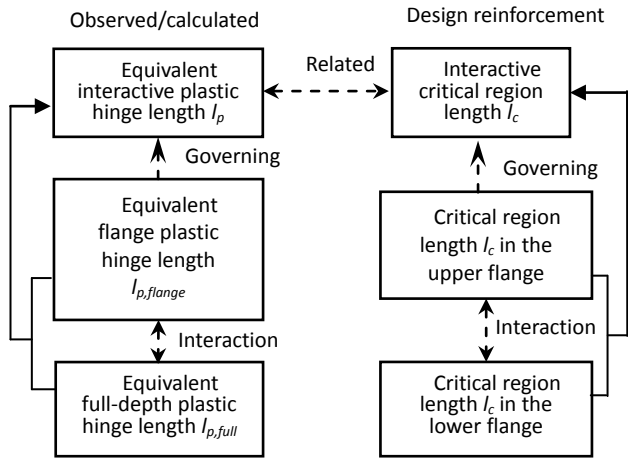 Observed/calculated
Design reinforcement
Equivalent
interactive plastic
hinge length lp
Related
Interactive
critical region
length lc
Governing
Governing
Equivalent
flange plastic
hinge length
lp,flange
Critical region
length lc in the
upper flange
Interaction
Interaction
Equivalent
full-depth plastic
hinge length lp,full
Critical region
length lc in the
lower flange